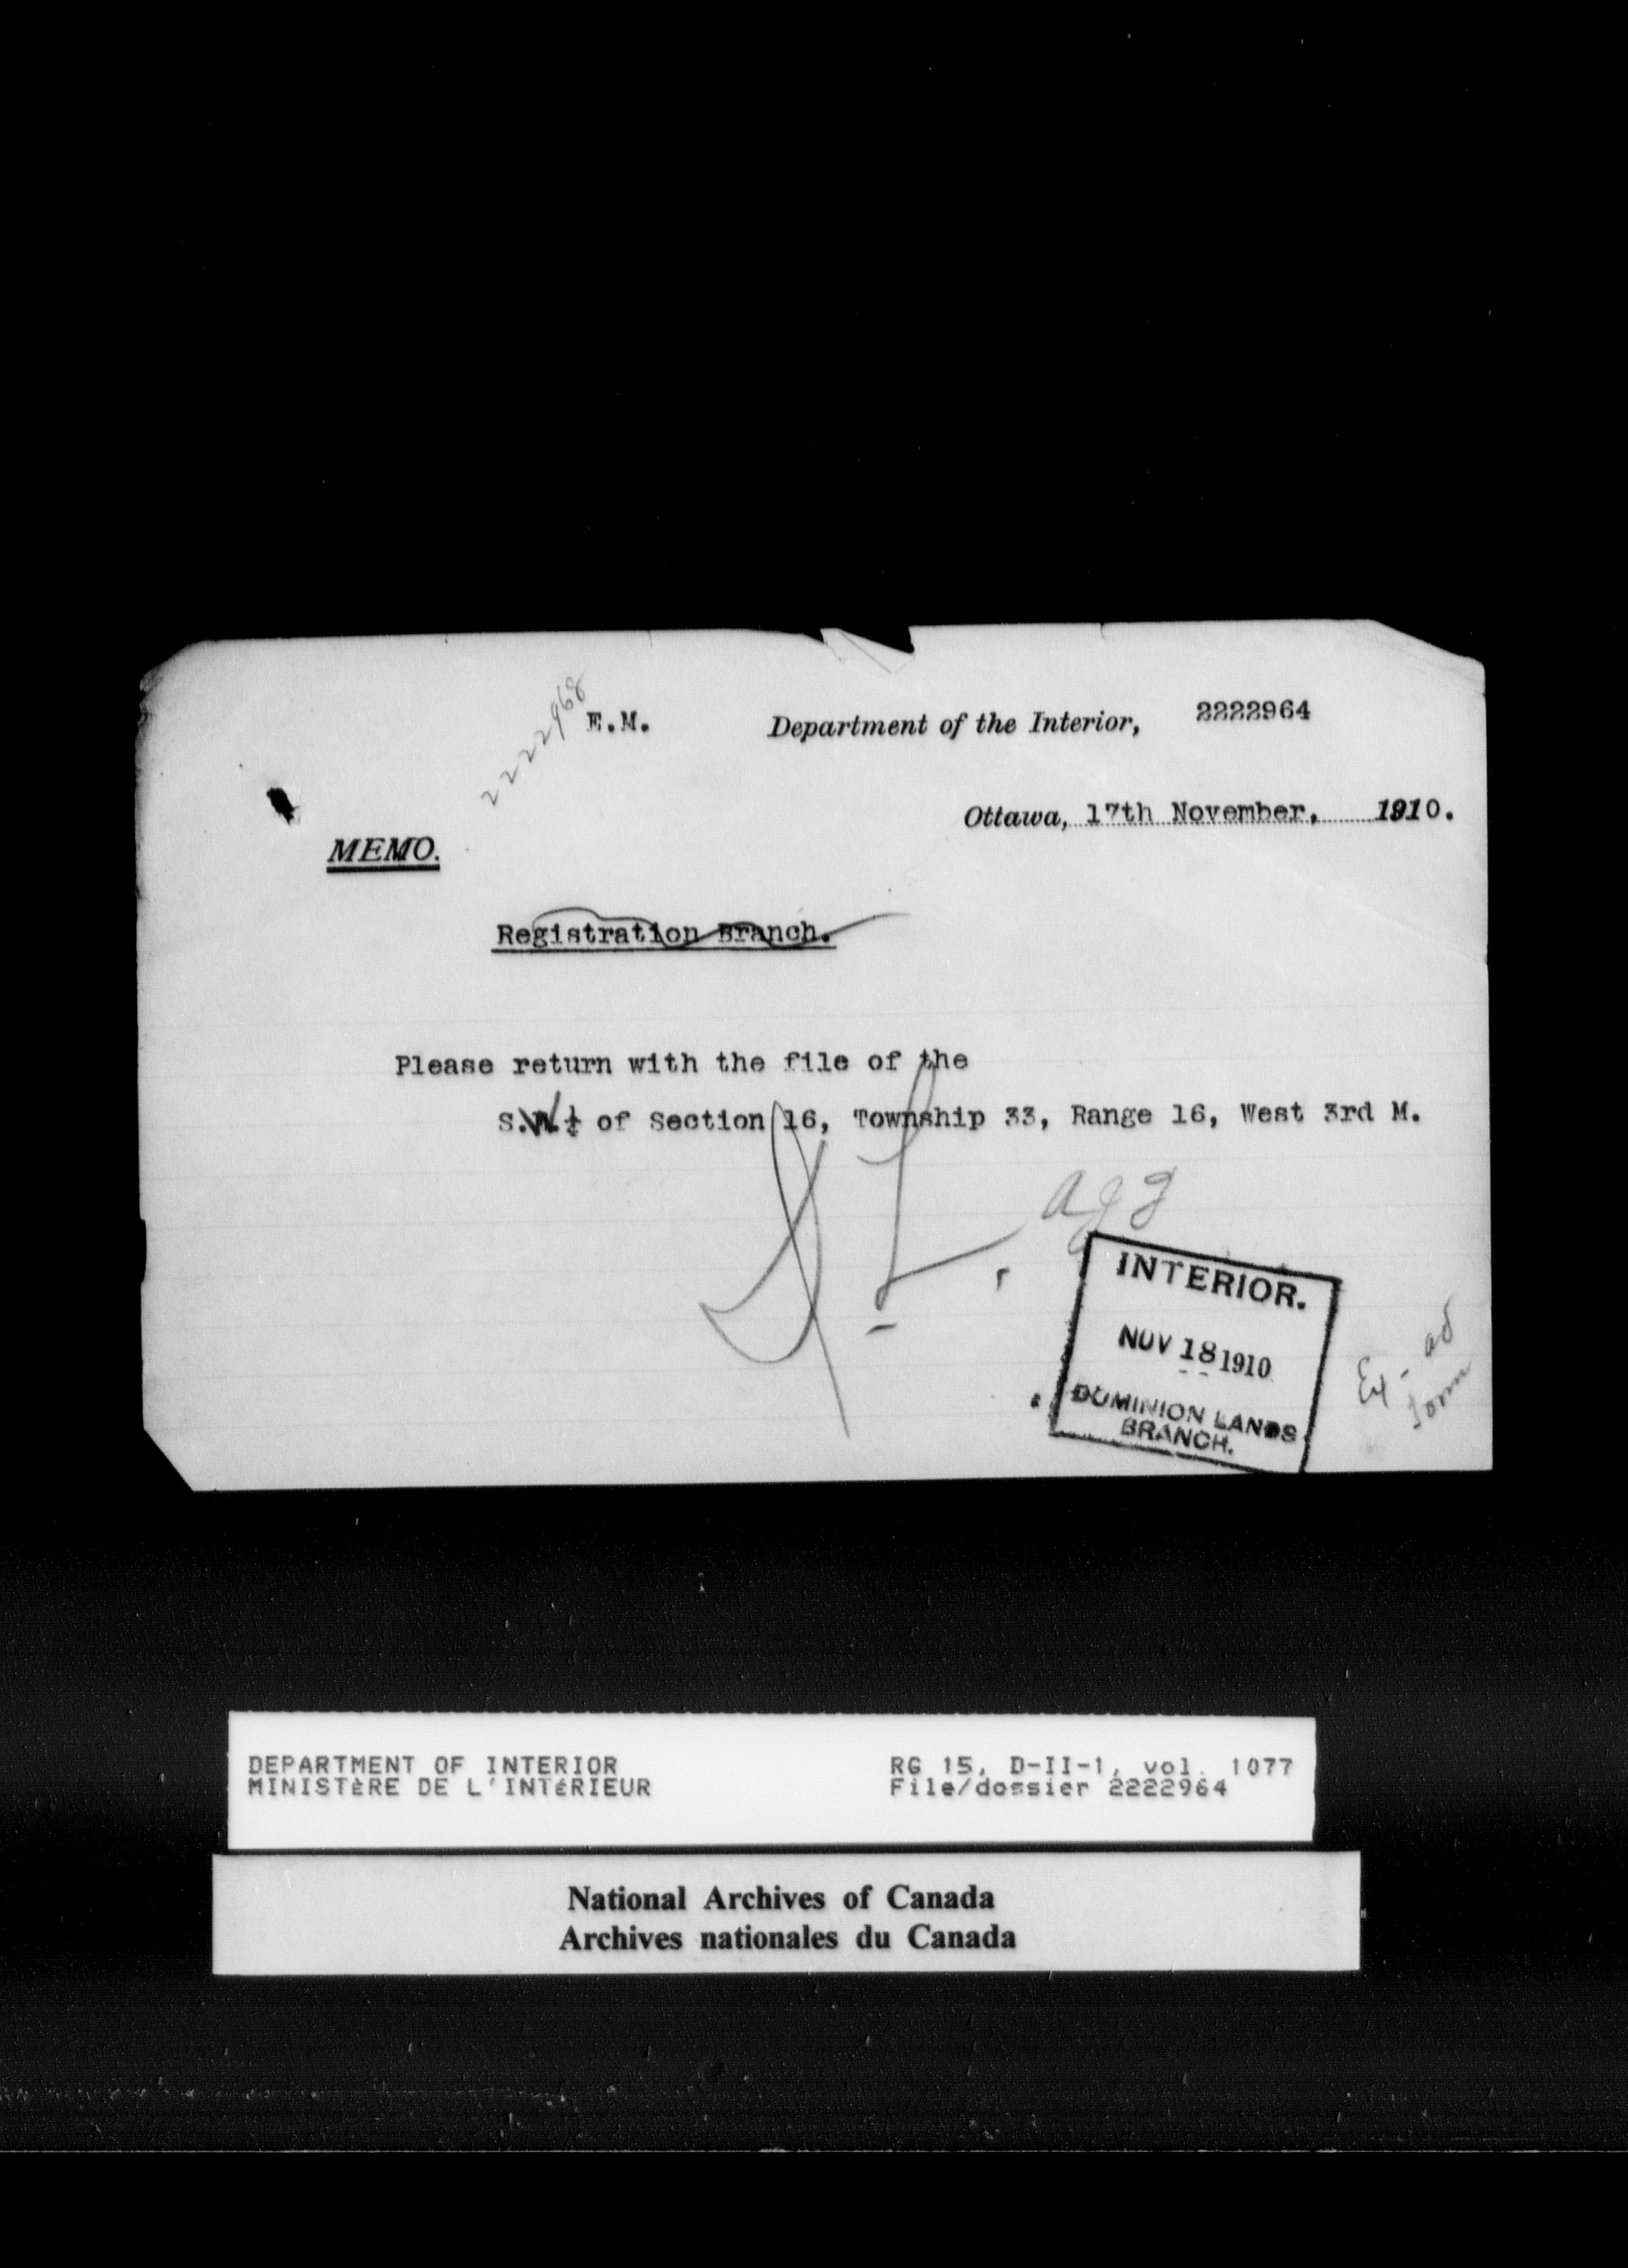 2222968
E.M. Department of the Interior, 2222964
Ottawa, 17th November, 1910.
MEMO.
Registration Branch.
Please return with the file of the
S.W.¼ of Section 16, Township 33, Range 16, West 3rd M.
INTERIOR.
NOV 18 1910
DOMINION LANDS
BRANCH.
DEPARTMENT OF INTERIOR RG 15, D-II-1, vol. 1077
MINISTÈRE DE L'INTÉRIEUR File/dossier 2222964
National Archives of Canada
Archives nationales du Canada